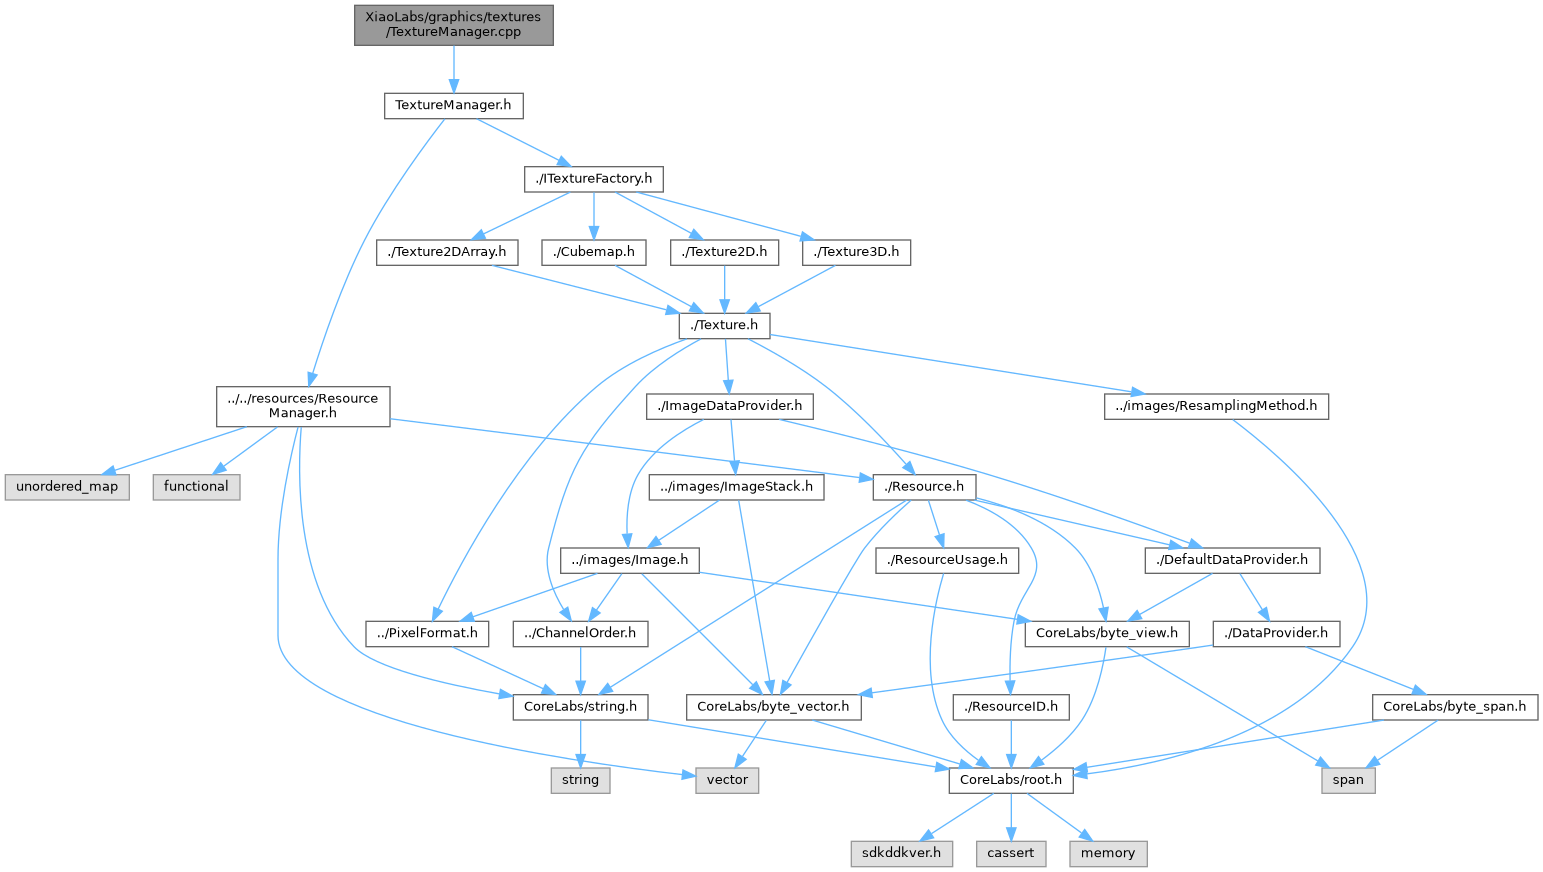 XiaoLabs/graphics/textures
/TextureManager.cpp
TextureManager.h
./ITextureFactory.h
./Texture2DArray.h
./Cubemap.h
./Texture2D.h
./Texture3D.h
./Texture.h
../../resources/Resource
Manager.h
./ImageDataProvider.h
../images/ResamplingMethod.h
unordered_map
functional
../images/ImageStack.h
./Resource.h
../images/Image.h
./ResourceUsage.h
./DefaultDataProvider.h
../PixelFormat.h
../ChannelOrder.h
CoreLabs/byte_view.h
./DataProvider.h
CoreLabs/string.h
CoreLabs/byte_vector.h
./ResourceID.h
CoreLabs/byte_span.h
string
vector
CoreLabs/root.h
span
sdkddkver.h
cassert
memory